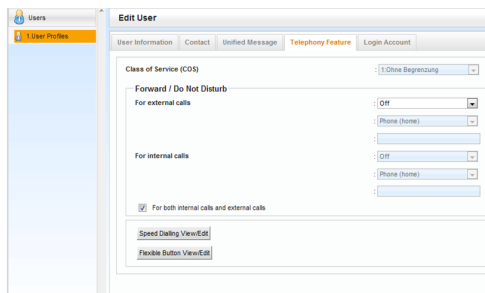 Users
1.User Profiles
Edit User
User Information Contact Unified Message Telephony Feature Login Account
Class of Service (COS) : 1:Ohne Begrenzung
Forward / Do Not Disturb
For external calls : Off
: Phone (home)
:
For internal calls : Off
: Phone (home)
:
For both internal calls and external calls
Speed Dialling View/Edit
Flexible Button View/Edit